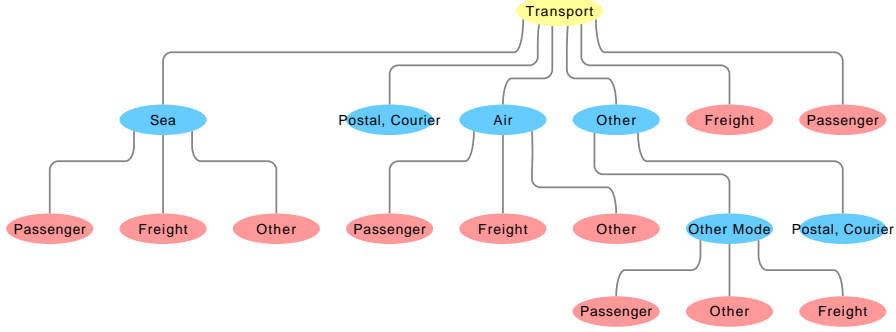 Transport
Sea
Postal, Courier
Air
Other
Freight
Passenger
Passenger
Freight
Other
Passenger
Freight
Other
Other Mode
Postal, Courier
Passenger
Other
Freight